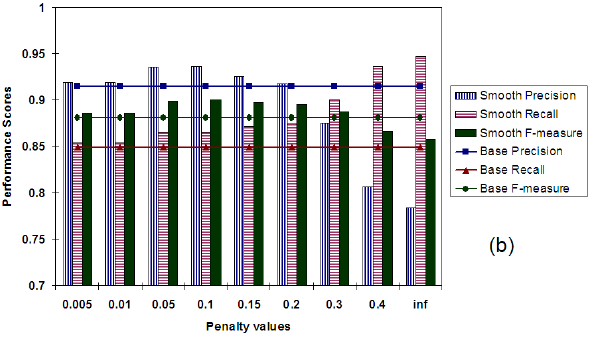 1
0.95
0.9
0.85
0.8
0.75
0.7
Performance Scores
0.005 0.01 0.05 0.1 0.15 0.2 0.3 0.4 inf
Penalty values
Smooth Precision
Smooth Recall
Smooth F-measure
Base Precision
Base Recall
Base F-measure
(b)